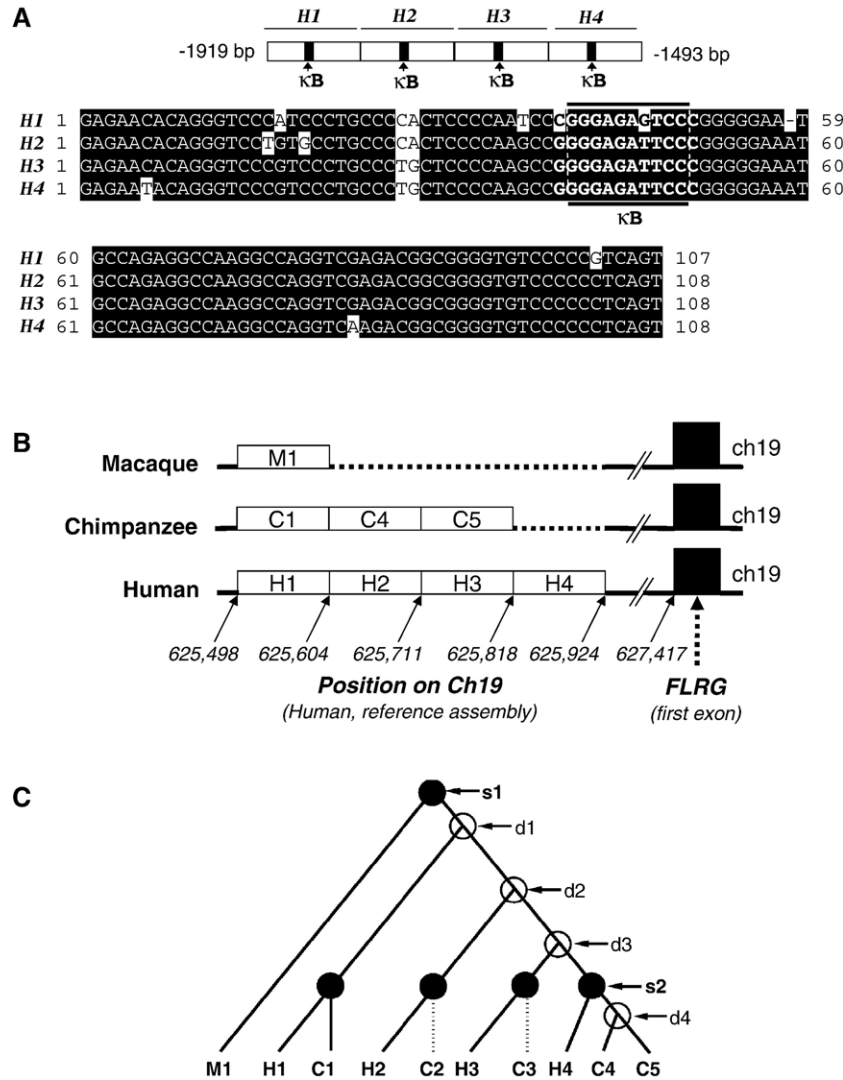 A
H1 H2 H3 H4
-1919 bp -1493 bp
κB κB κB κB
H1 1 GAGAACACAGGGTCCCATCCCTGCCCCACTCCCCAATCCCGGGAGAGTCCCGGGGGAA-T 59
H2 1 GAGAACACAGGGTCCTGTGCCTGCCCCACTCCCCAAGCCGGGGAGATTCCCGGGGGAAAT 60
H3 1 GAGAACACAGGGTCCCGTCCCTGCCCTGCTCCCCAAGCCGGGGAGATTCCCGGGGGAAAT 60
H4 1 GAGAATACAGGGTCCCGTCCCTGCCCTGCTCCCCAAGCCGGGGAGATTCCCGGGGGAAAT 60
κB
H1 60 GCCAGAGGCCAAGGCCAGGTCGAGACGGCGGGGTGTCCCCCGTCAGT 107
H2 61 GCCAGAGGCCAAGGCCAGGTCGAGACGGCGGGGTGTCCCCCCTCAGT 108
H3 61 GCCAGAGGCCAAGGCCAGGTCGAGACGGCGGGGTGTCCCCCCTCAGT 108
H4 61 GCCAGAGGCCAAGGCCAGGTCAAGACGGCGGGGTGTCCCCCCTCAGT 108
B
Macaque M1 ch19
Chimpanzee C1 C4 C5 ch19
Human H1 H2 H3 H4 ch19
625,498 625,604 625,711 625,818 625,924 627,417
Position on Ch19 FLRG
(Human, reference assembly) (first exon)
C
s1
d1
d2
d3
s2
d4
M1 H1 C1 H2 C2 H3 C3 H4 C4 C5